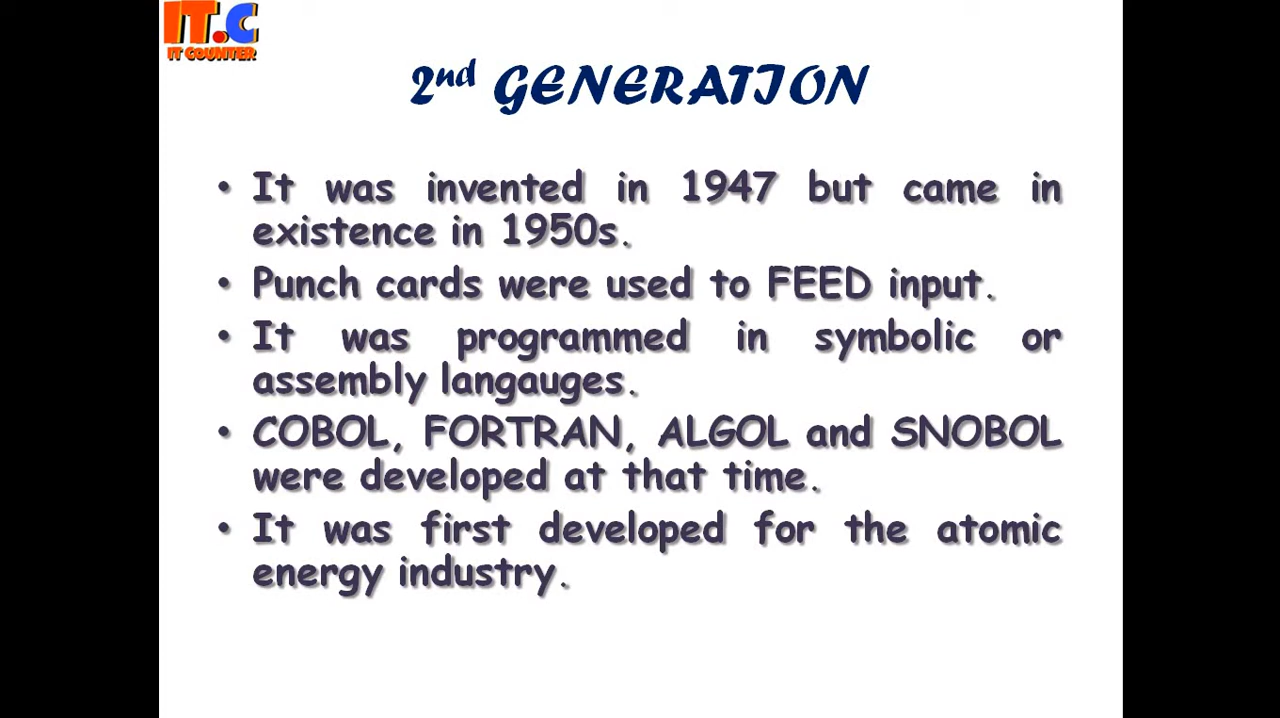 IT.C
IT COUNTER
2nd GENERATION
• It was invented in 1947 but came in
existence in 1950s.
• Punch cards were used to FEED input.
• It was programmed in symbolic or
assembly langauges.
• COBOL, FORTRAN, ALGOL and SNOBOL
were developed at that time.
• It was first developed for the atomic
energy industry.